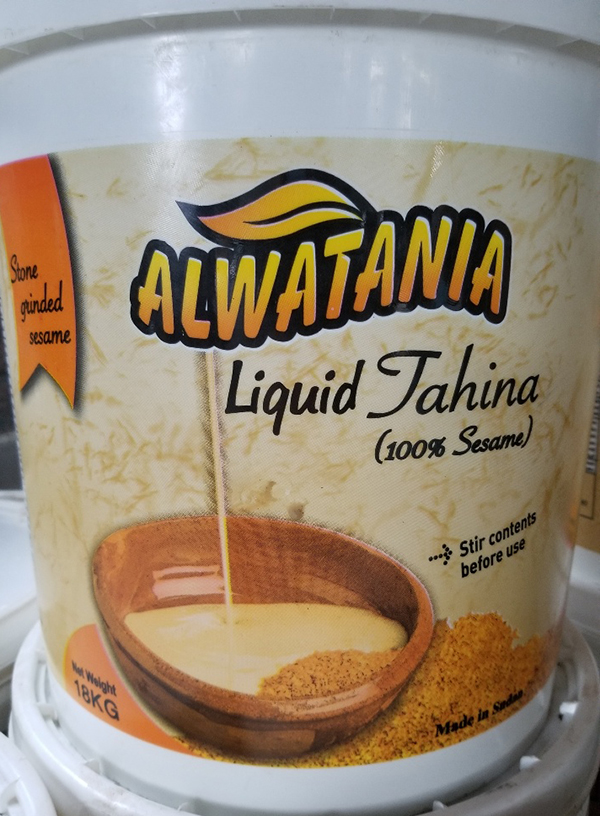 ALWATANIA
Stone
grinded
sesame
Liquid Tahina
(100% Sesame)
Stir contents
before use
Net Weight
18KG
Made in Sudan